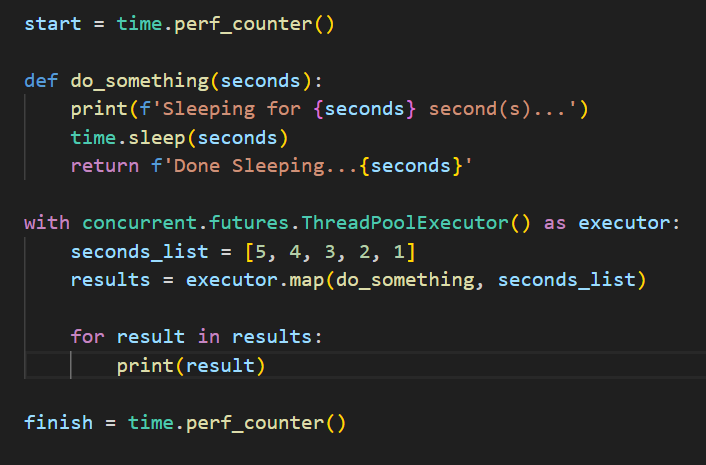 start = time.perf_counter()

def do_something(seconds):
    print(f'Sleeping for {seconds} second(s)...')
    time.sleep(seconds)
    return f'Done Sleeping...{seconds}'

with concurrent.futures.ThreadPoolExecutor() as executor:
    seconds_list = [5, 4, 3, 2, 1]
    results = executor.map(do_something, seconds_list)

    for result in results:
        print(result)

finish = time.perf_counter()